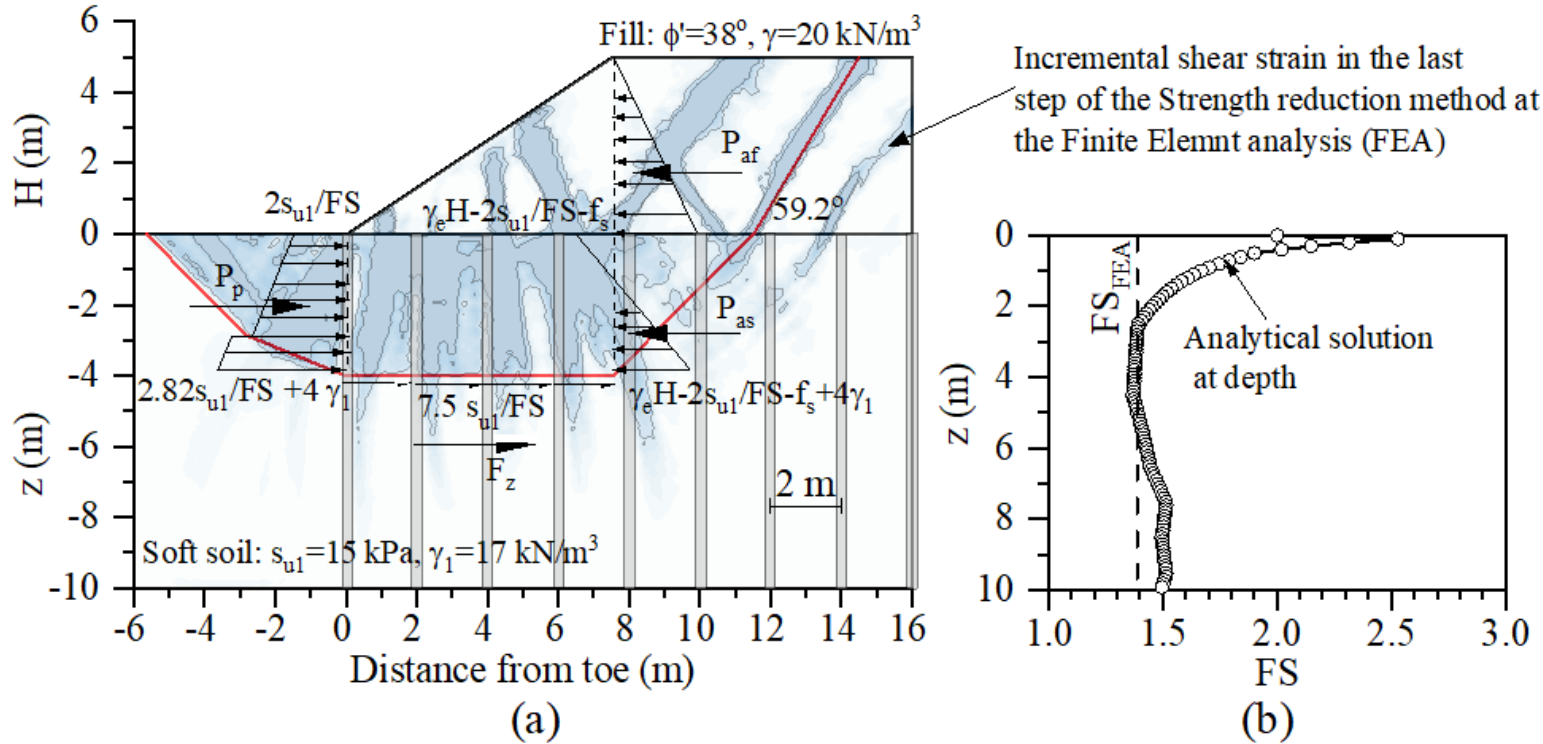 6
4
2
0
-2
-4
-6
-8
-10
H (m)
z (m)
Fill: ϕ'=38°, γ=20 kN/m³
P_af
2s_u1/FS
γ_eH-2s_u1/FS-f_s
59.2°
P_p
P_as
2.82s_u1/FS +4 γ_1
7.5 s_u1/FS
γ_eH-2s_u1/FS-f_s+4γ_1
F_z
2 m
Soft soil: s_u1=15 kPa, γ_1=17 kN/m³
-6 -4 -2 0 2 4 6 8 10 12 14 16
Distance from toe (m)
(a)
Incremental shear strain in the last
step of the Strength reduction method at
the Finite Elemnt analysis (FEA)
0
2
4
6
8
10
z (m)
FS_FEA
Analytical solution
at depth
1.0 1.5 2.0 2.5 3.0
FS
(b)